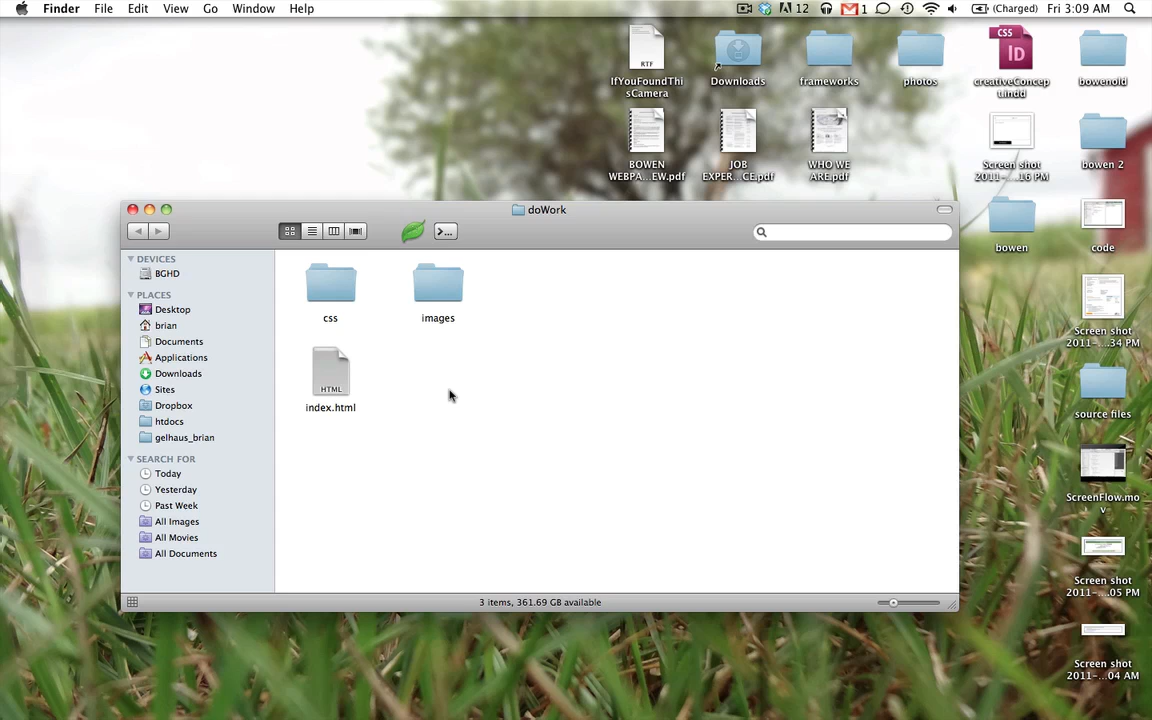 Finder File Edit View Go Window Help
12 1 (Charged) Fri 3:09 AM
RTF
CSS
ID
IfYouFoundThi
sCamera
Downloads
frameworks
photos
creativeConcep
t.indd
bowenold
BOWEN
WEBPA...EW.pdf
JOB
EXPER...CE.pdf
WHO WE
ARE.pdf
Screen shot
2011-....16 PM
bowen 2
bowen
code
Screen shot
2011-....34 PM
source files
ScreenFlow.mo
v
Screen shot
2011-....05 PM
Screen shot
2011-....04 AM
doWork
>...
DEVICES
BGHD
PLACES
Desktop
brian
Documents
Applications
Downloads
Sites
Dropbox
htdocs
gelhaus_brian
SEARCH FOR
Today
Yesterday
Past Week
All Images
All Movies
All Documents
css
images
HTML
index.html
3 items, 361.69 GB available